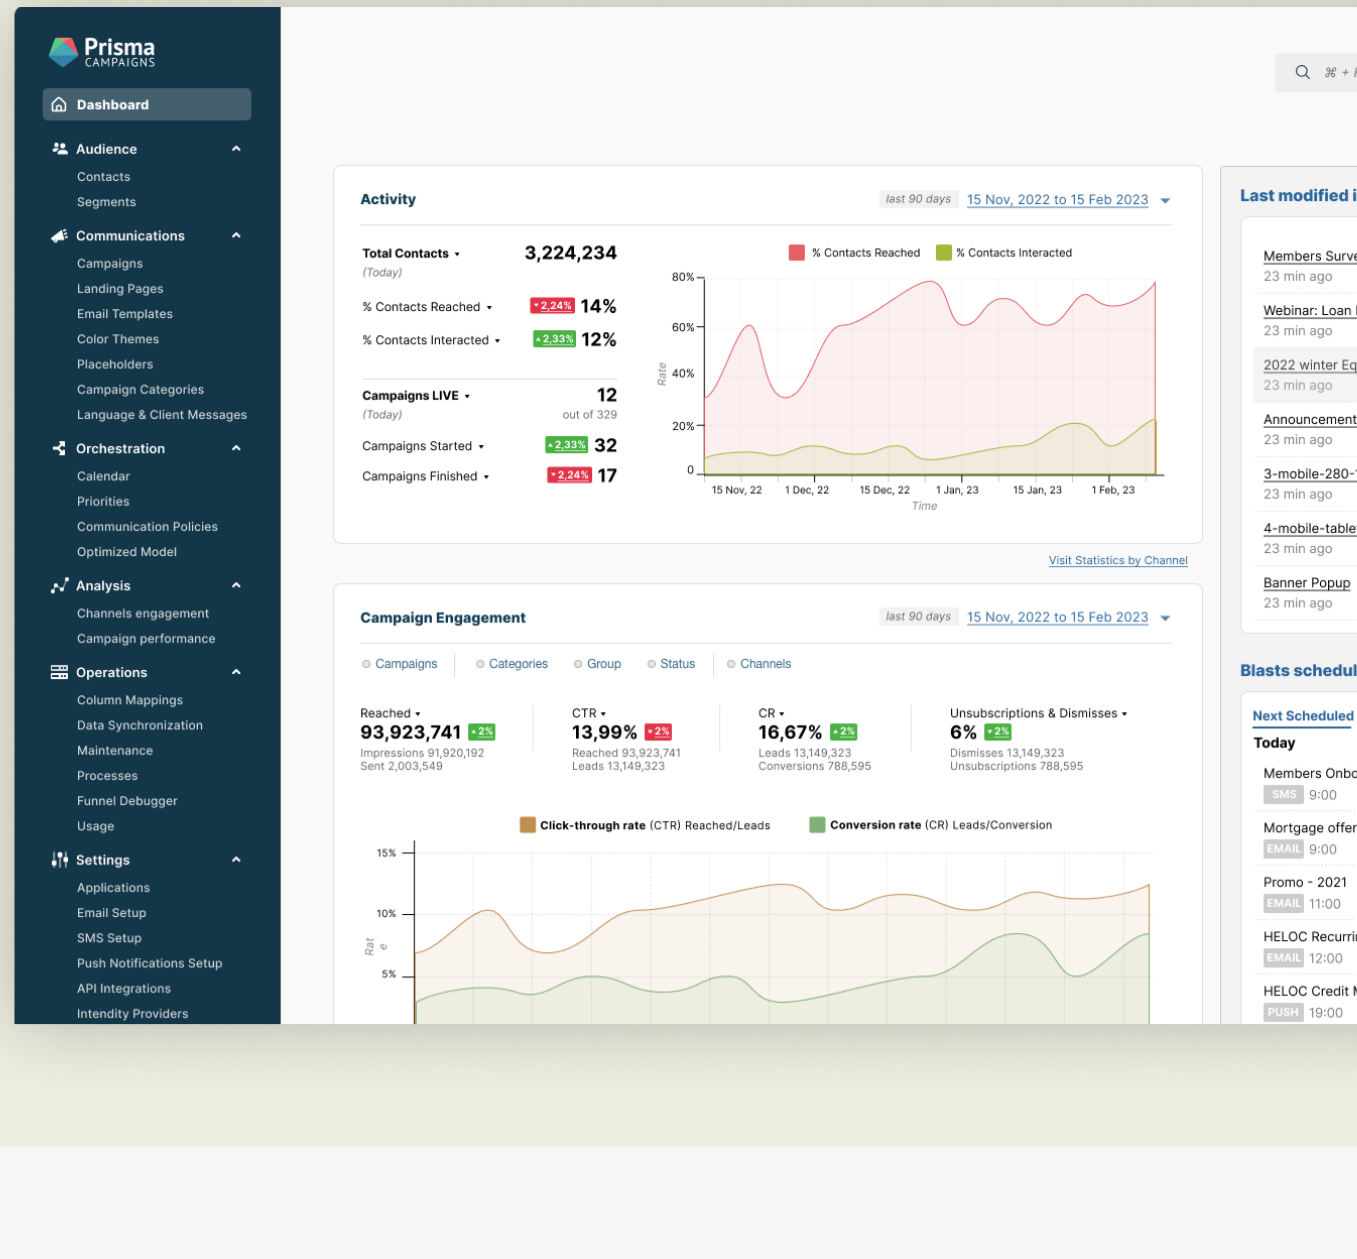 Prisma
CAMPAIGNS
Dashboard
Audience
Contacts
Segments
Communications
Campaigns
Landing Pages
Email Templates
Color Themes
Placeholders
Campaign Categories
Language & Client Messages
Orchestration
Calendar
Priorities
Communication Policies
Optimized Model
Analysis
Channels engagement
Campaign performance
Operations
Column Mappings
Data Synchronization
Maintenance
Processes
Funnel Debugger
Usage
Settings
Applications
Email Setup
SMS Setup
Push Notifications Setup
API Integrations
Intendity Providers
⌘ +
Activity
last 90 days 15 Nov, 2022 to 15 Feb 2023
Total Contacts 3,224,234
(Today)
% Contacts Reached 2,24% 14%
% Contacts Interacted 2,33% 12%
Campaigns LIVE 12
(Today) out of 329
Campaigns Started 2,33% 32
Campaigns Finished 2,24% 17
% Contacts Reached % Contacts Interacted
80%
60%
40%
20%
0
Rate
15 Nov, 22 1 Dec, 22 15 Dec, 22 1 Jan, 23 15 Jan, 23 1 Feb, 23
Time
Visit Statistics by Channel
Campaign Engagement
last 90 days 15 Nov, 2022 to 15 Feb 2023
Campaigns Categories Group Status Channels
Reached
93,923,741 2%
Impressions 91,920,192
Sent 2,003,549
CTR
13,99% 2%
Reached 93,923,741
Leads 13,149,323
CR
16,67% 2%
Leads 13,149,323
Conversions 788,595
Unsubscriptions & Dismisses
6% 2%
Dismisses 13,149,323
Unsubscriptions 788,595
Click-through rate (CTR) Reached/Leads Conversion rate (CR) Leads/Conversion
15%
10%
5%
Rat
e
Last modified i
Members Surve
23 min ago
Webinar: Loan
23 min ago
2022 winter Eq
23 min ago
Announcement
23 min ago
3-mobile-280-
23 min ago
4-mobile-table
23 min ago
Banner Popup
23 min ago
Blasts schedul
Next Scheduled
Today
Members Onbo
SMS 9:00
Mortgage offer
EMAIL 9:00
Promo - 2021
EMAIL 11:00
HELOC Recurri
EMAIL 12:00
HELOC Credit M
PUSH 19:00